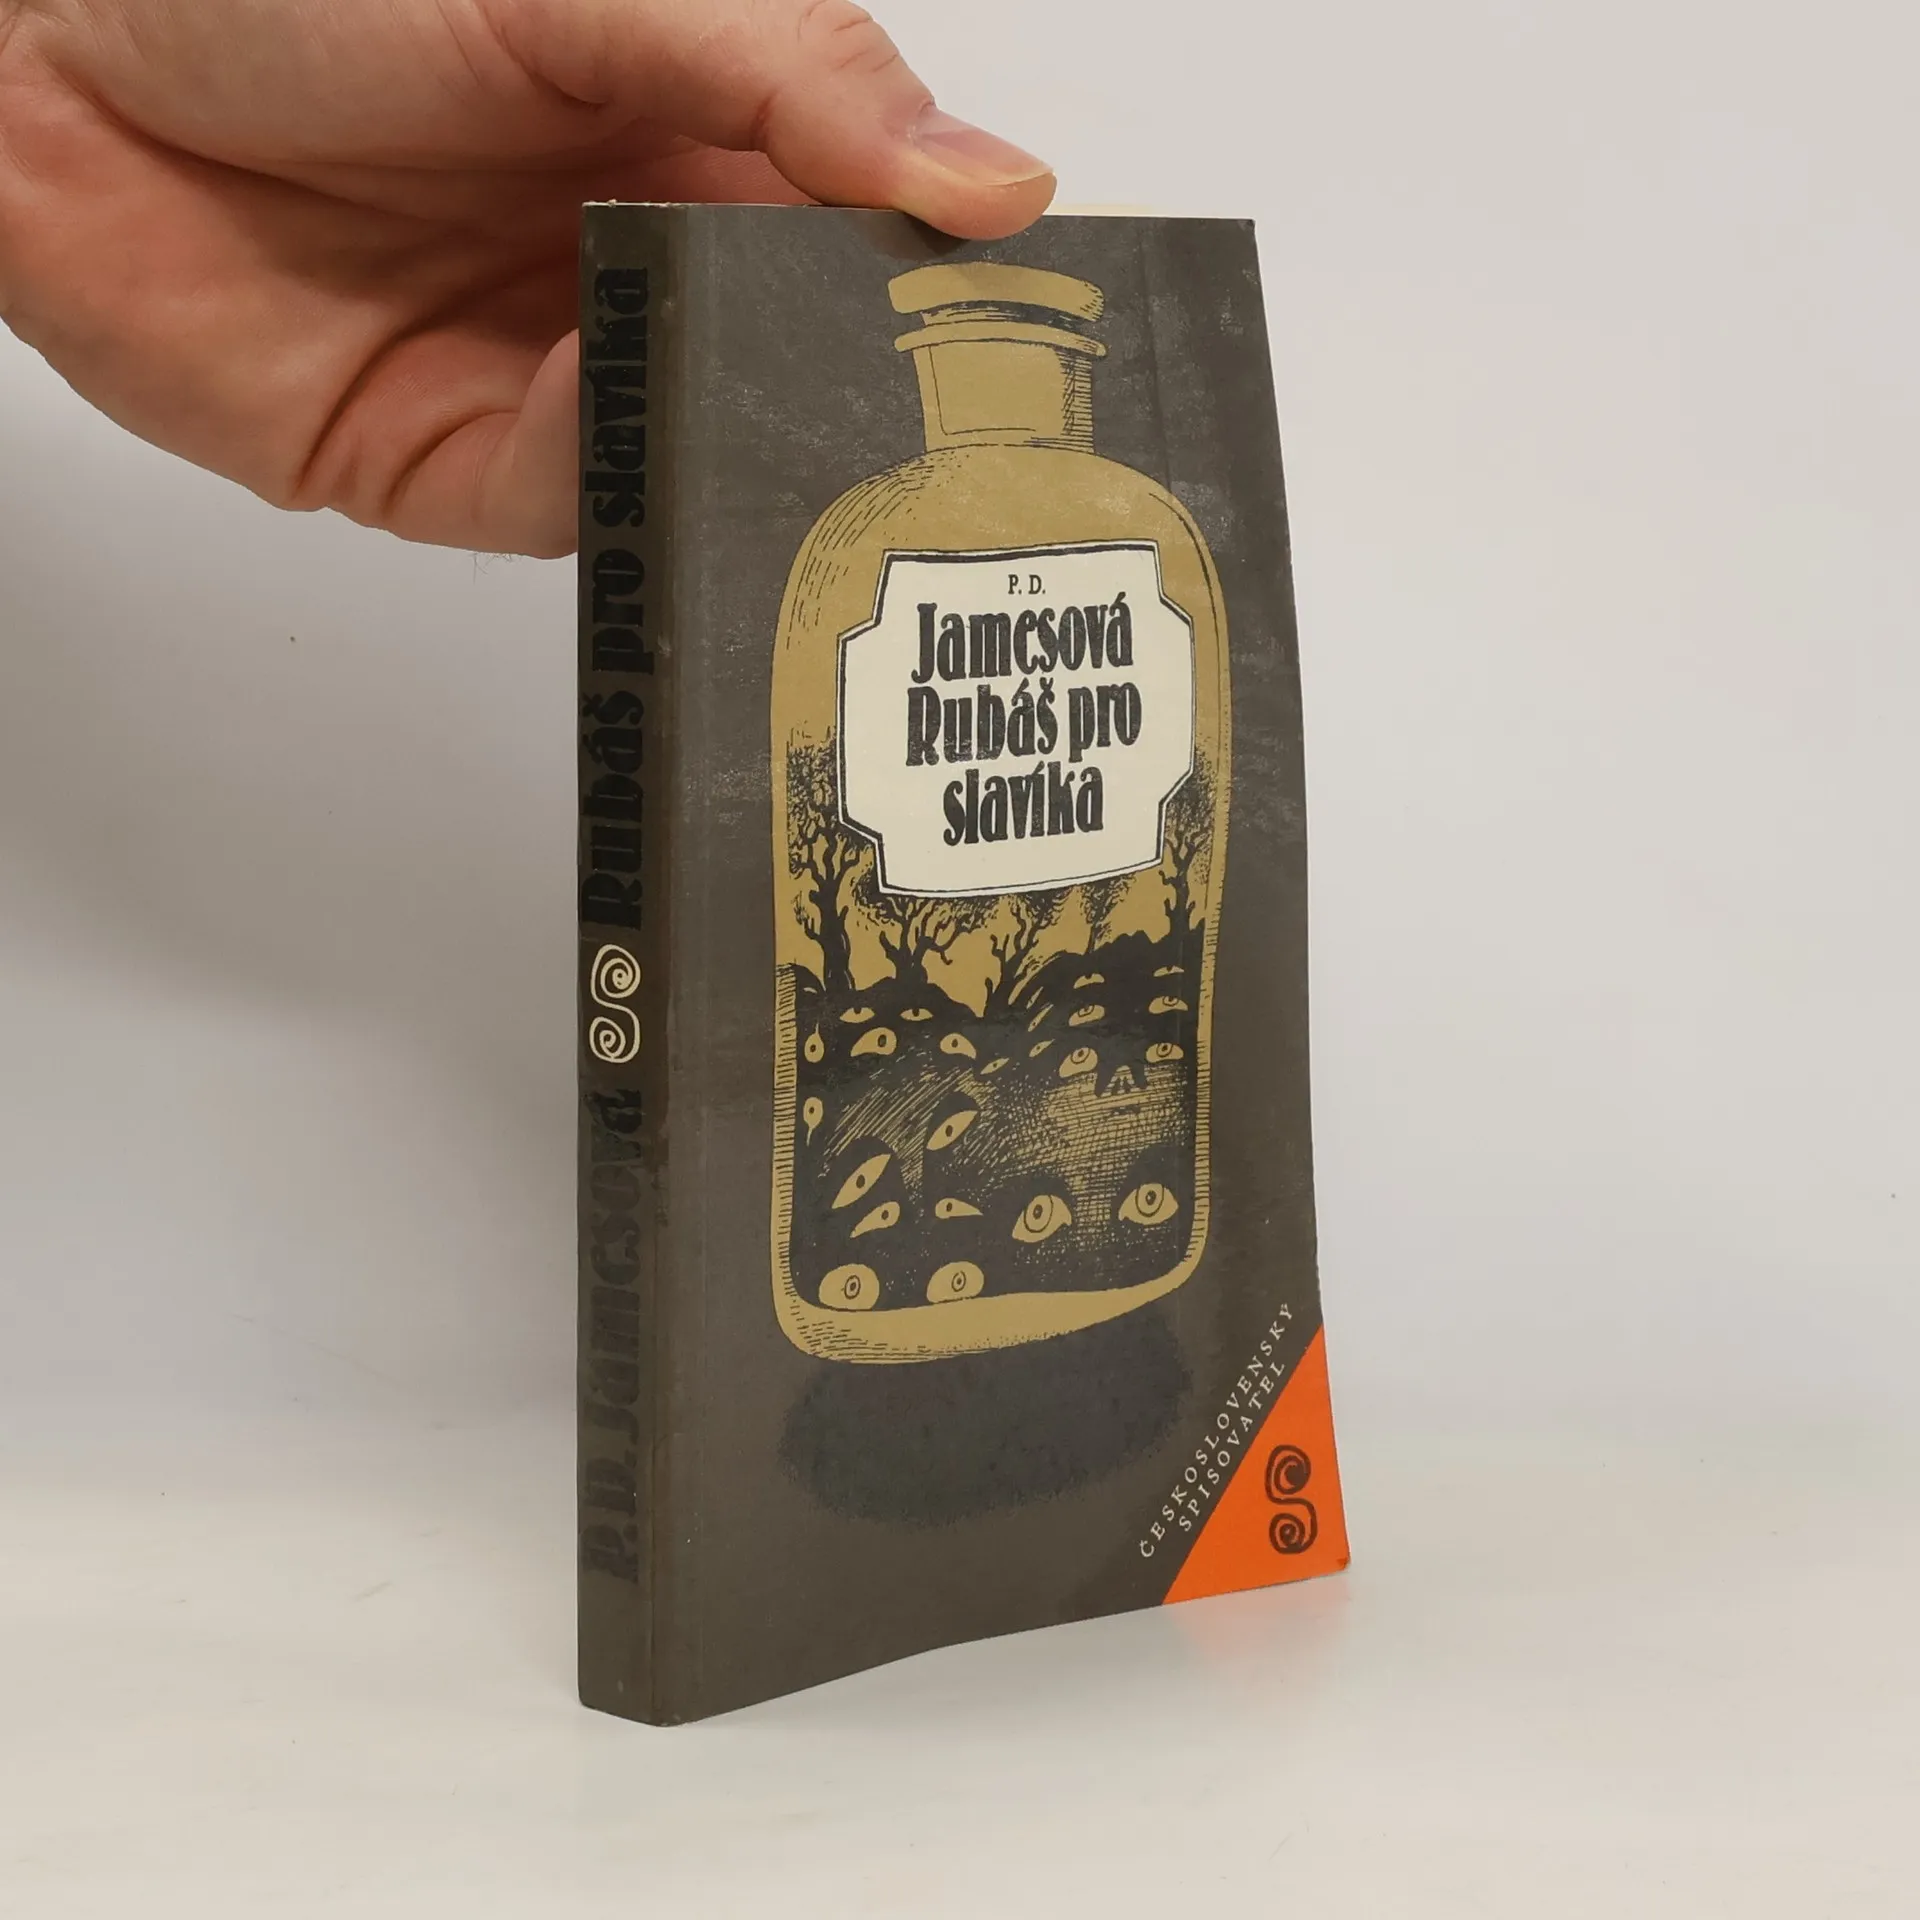 P. D. Jamesová Rubáš pro slavíka
P. D.
Jamesová
Rubáš pro
slavíka
ČESKOSLOVENSKÝ
SPISOVATEL